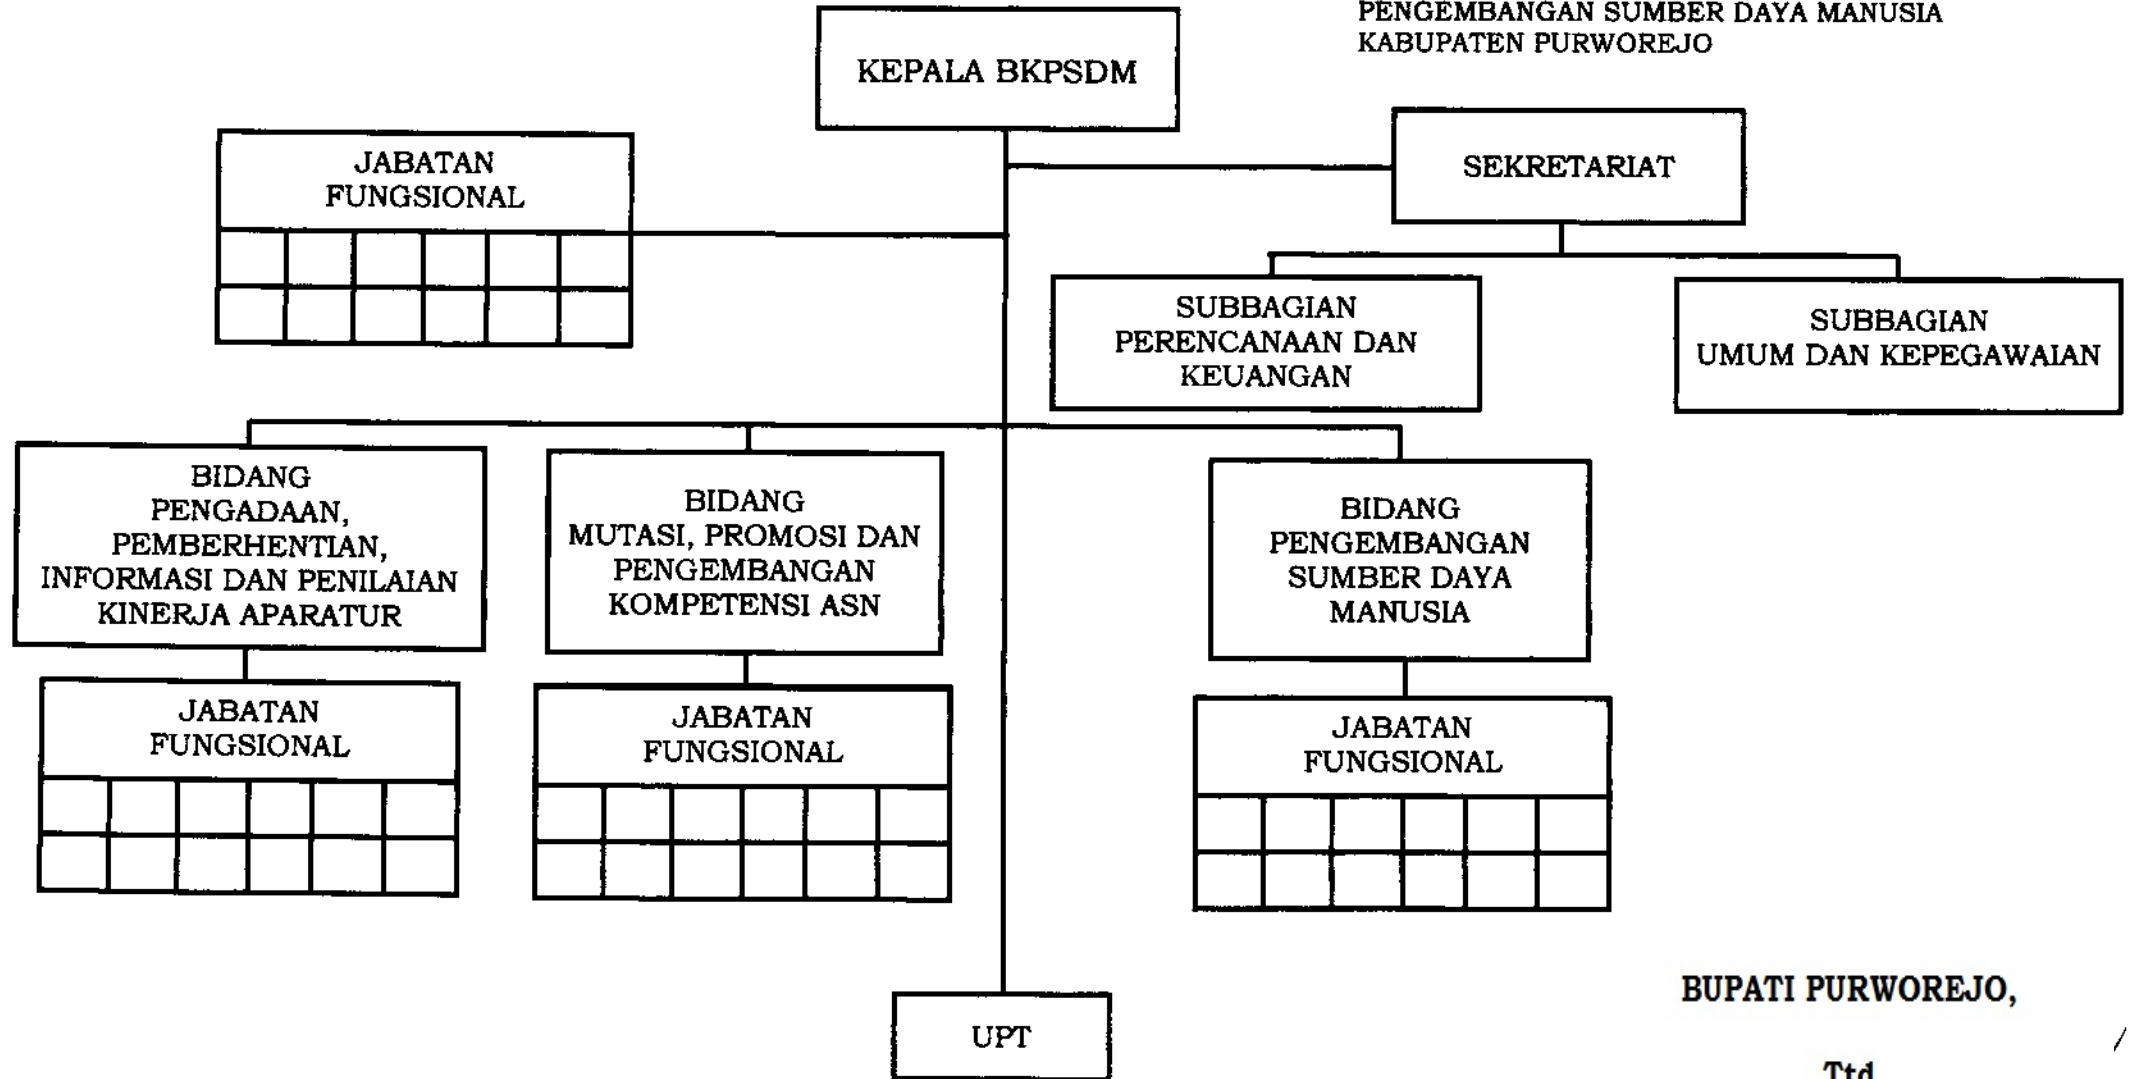 PENGEMBANGAN SUMBER DAYA MANUSIA
KABUPATEN PURWOREJO
KEPALA BKPSDM
SEKRETARIAT
JABATAN
FUNGSIONAL
SUBBAGIAN
PERENCANAAN DAN
KEUANGAN
SUBBAGIAN
UMUM DAN KEPEGAWAIAN
BIDANG
PENGADAAN,
PEMBERHENTIAN,
INFORMASI DAN PENILAIAN
KINERJA APARATUR
BIDANG
MUTASI, PROMOSI DAN
PENGEMBANGAN
KOMPETENSI ASN
BIDANG
PENGEMBANGAN
SUMBER DAYA
MANUSIA
JABATAN
FUNGSIONAL
JABATAN
FUNGSIONAL
JABATAN
FUNGSIONAL
UPT
BUPATI PURWOREJO,
Ttd